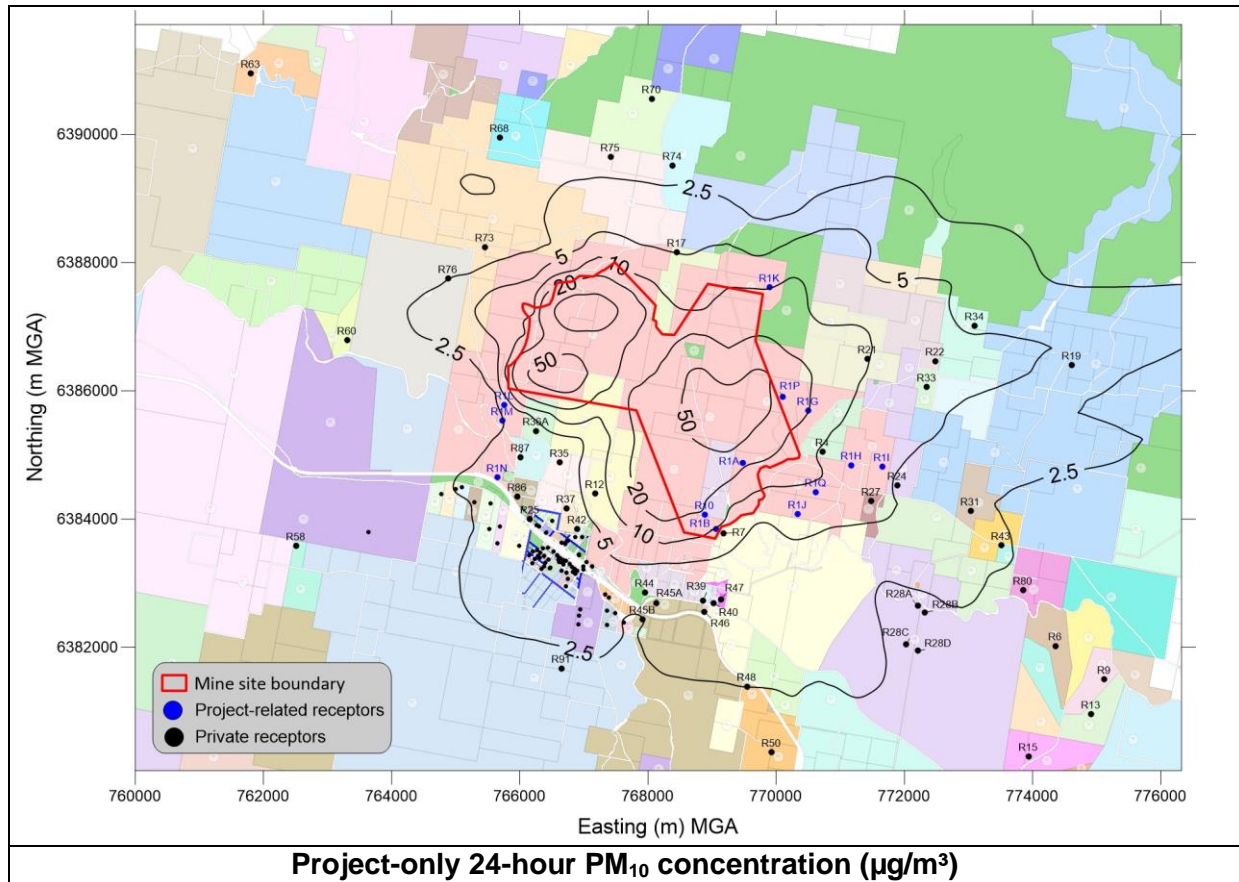 R63
6390000
R70
R68
R75
R74
2.5
R73
R17
5
10
5
6388000
R76
20
R1K
R34
R60
2.5
R21
R22
R19
50
R33
6386000
R1L
R1P
R1M
50
R1G
R36A
R4
R87
R35
R1A
R1H
R1I
2.5
R1N
R86
R12
20
R1Q
R24
R27
R37
R10
R1J
R31
6384000
R25
R42
10
R1B
R7
5
R43
R58
R44
R39
R47
R80
R45A
R28A
R28B
R45B
R40
R46
R28C
R28D
R6
6382000
2.5
R91
R48
R9
R13
R50
R15
Mine site boundary
Project-related receptors
Private receptors
760000 762000 764000 766000 768000 770000 772000 774000 776000
Northing (m MGA)
Easting (m) MGA
Project-only 24-hour PM₁₀ concentration (µg/m³)